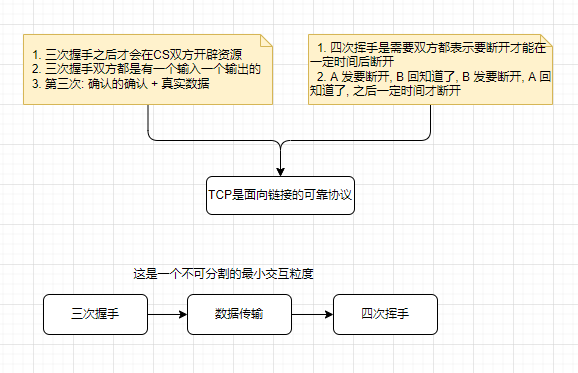 1. 三次握手之后才会在CS双方开辟资源
2. 三次握手双方都是有一个输入一个输出的
3. 第三次: 确认的确认 + 真实数据
1. 四次挥手是需要双方都表示要断开才能在
一定时间后断开
2. A 发要断开, B 回知道了, B 发要断开, A 回
知道了, 之后一定时间才断开
TCP是面向链接的可靠协议
这是一个不可分割的最小交互粒度
三次握手
数据传输
四次挥手